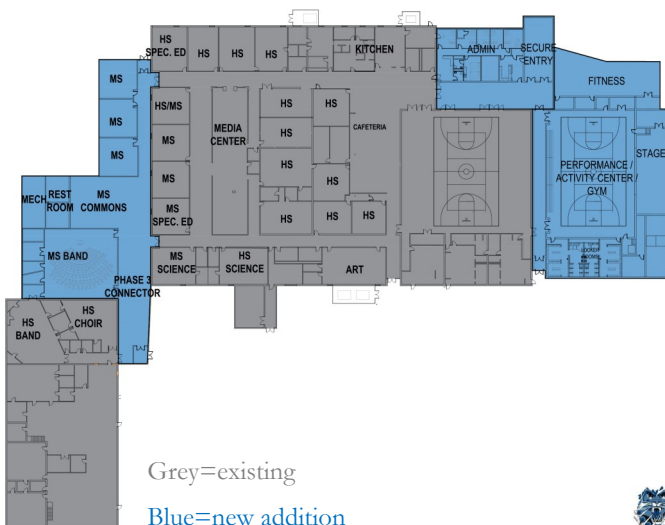 HS
SPEC. ED
HS
HS
HS
KITCHEN
ADMIN
SECURE
ENTRY
FITNESS
MS
MS
MS
HS/MS
MS
MS
MS
SPEC. ED
MEDIA
CENTER
HS
HS
HS
HS
HS
HS
HS
HS
CAFETERIA
STAGE
PERFORMANCE /
ACTIVITY CENTER /
GYM
LOCKER
ROOMS
MECH
REST
ROOM
MS
COMMONS
MS BAND
PHASE 3
CONNECTOR
MS
SCIENCE
HS
SCIENCE
ART
HS
BAND
HS
CHOIR
Grey=existing
Blue=new addition